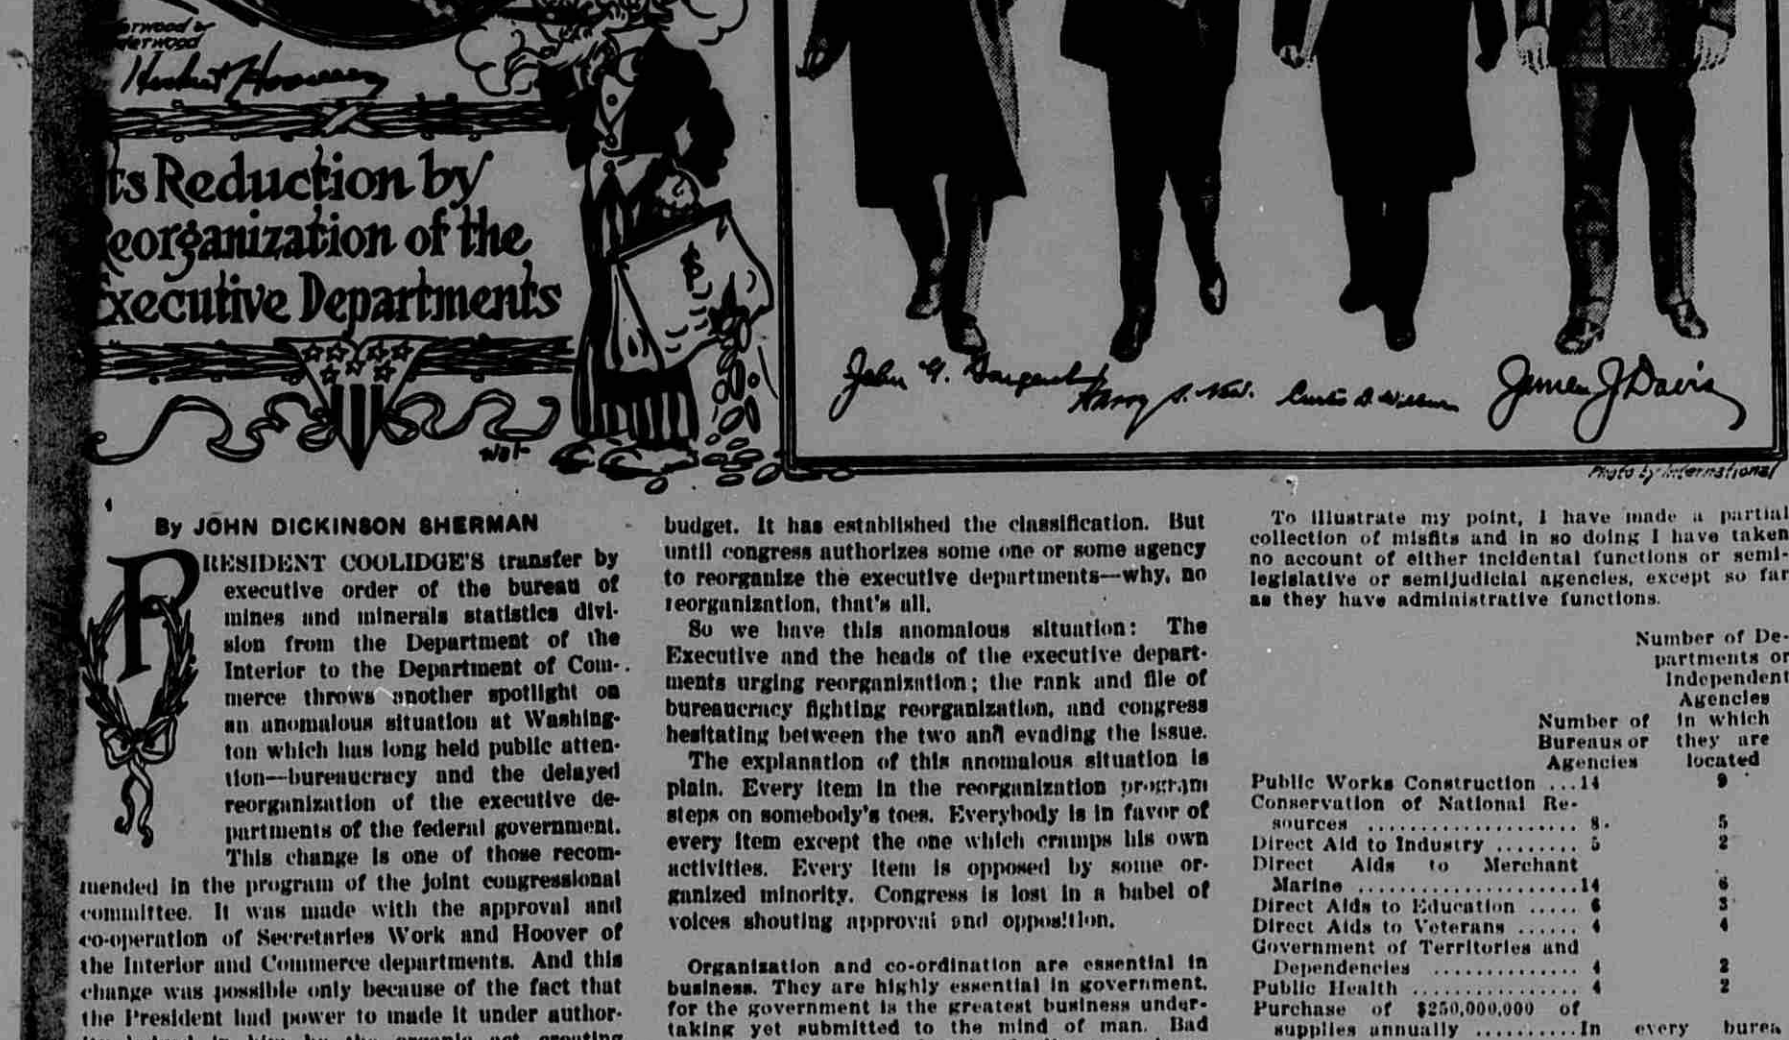 Herbert Hoover
ts Reduction by
eorganization of the
Executive Departments
John G. Sargent
Harry S. New.
Curtis D. Wilbur
James J. Davis
Photo by International
By JOHN DICKINSON SHERMAN
PRESIDENT COOLIDGE'S transfer by
executive order of the bureau of
mines and minerals statistics divi-
sion from the Department of the
Interior to the Department of Com-
merce throws another spotlight on
an anomalous situation at Washing-
ton which has long held public atten-
tion—bureaucracy and the delayed
reorganization of the executive de-
partments of the federal government.
This change is one of those recom-
mended in the program of the joint congressional
committee. It was made with the approval and
co-operation of Secretaries Work and Hoover of
the Interior and Commerce departments. And this
change was possible only because of the fact that
the President had power to made it under author-
budget. It has established the classification. But
until congress authorizes some one or some agency
to reorganize the executive departments—why, no
reorganization, that's all.
So we have this anomalous situation: The
Executive and the heads of the executive depart-
ments urging reorganization; the rank and file of
bureaucracy fighting reorganization, and congress
hesitating between the two and evading the issue.
The explanation of this anomalous situation is
plain. Every item in the reorganization program
steps on somebody's toes. Everybody is in favor of
every item except the one which cramps his own
activities. Every item is opposed by some or-
ganized minority. Congress is lost in a babel of
voices shouting approval and opposition.
Organization and co-ordination are essential in
business. They are highly essential in government,
for the government is the greatest business under-
taking yet submitted to the mind of man. Bad
To illustrate my point, I have made a partial
collection of misfits and in so doing I have taken
no account of either incidental functions or semi-
legislative or semijudicial agencies, except so far
as they have administrative functions.
Number of De-
partments or
Independent
Agencies
Number of in which
Bureaus or they are
Agencies located
Public Works Construction ...14 9
Conservation of National Re-
sources .................... 8 5
Direct Aid to Industry ........ 5 2
Direct Aids to Merchant
Marine .....................14 6
Direct Aids to Education ..... 6 3
Direct Aids to Veterans ...... 4 4
Government of Territories and
Dependencies .............. 4 2
Public Health ................ 4 2
Purchase of $250,000,000 of
supplies annually ..........In every burea